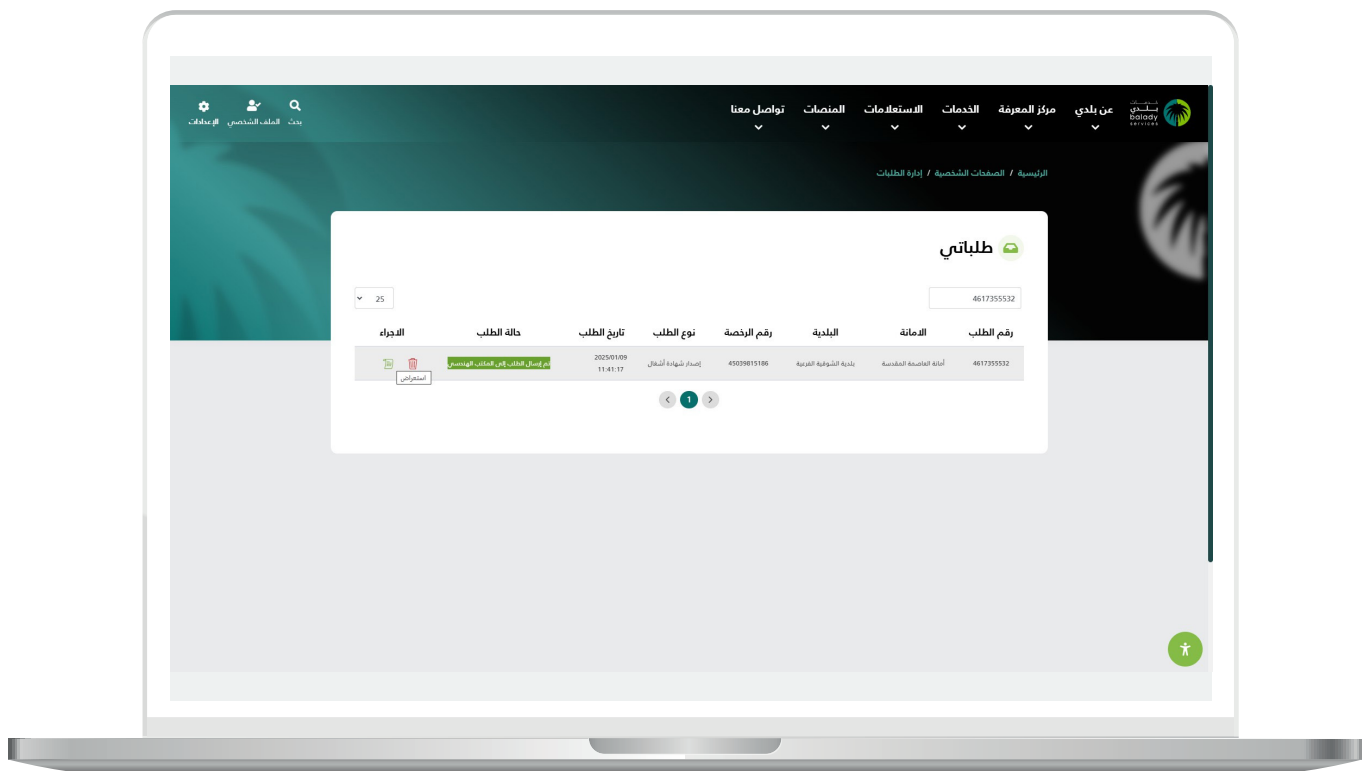 خدمات
بلدي
balady
services
عن بلدي
مركز المعرفة
الخدمات
الاستعلامات
المنصات
تواصل معنا
بحث
الملف الشخصي
الإعدادات
الرئيسية / الصفحات الشخصية / إدارة الطلبات
طلباتي
4617355532
25
رقم الطلب الامانة البلدية رقم الرخصة نوع الطلب تاريخ الطلب حالة الطلب الاجراء
4617355532 أمانة العاصمة المقدسة بلدية الشوقية الفرعية 45039815186 إصدار شهادة أشغال 2025/01/09 تم إرسال الطلب إلى المكتب الهندسي
11:41:17
استعراض
1